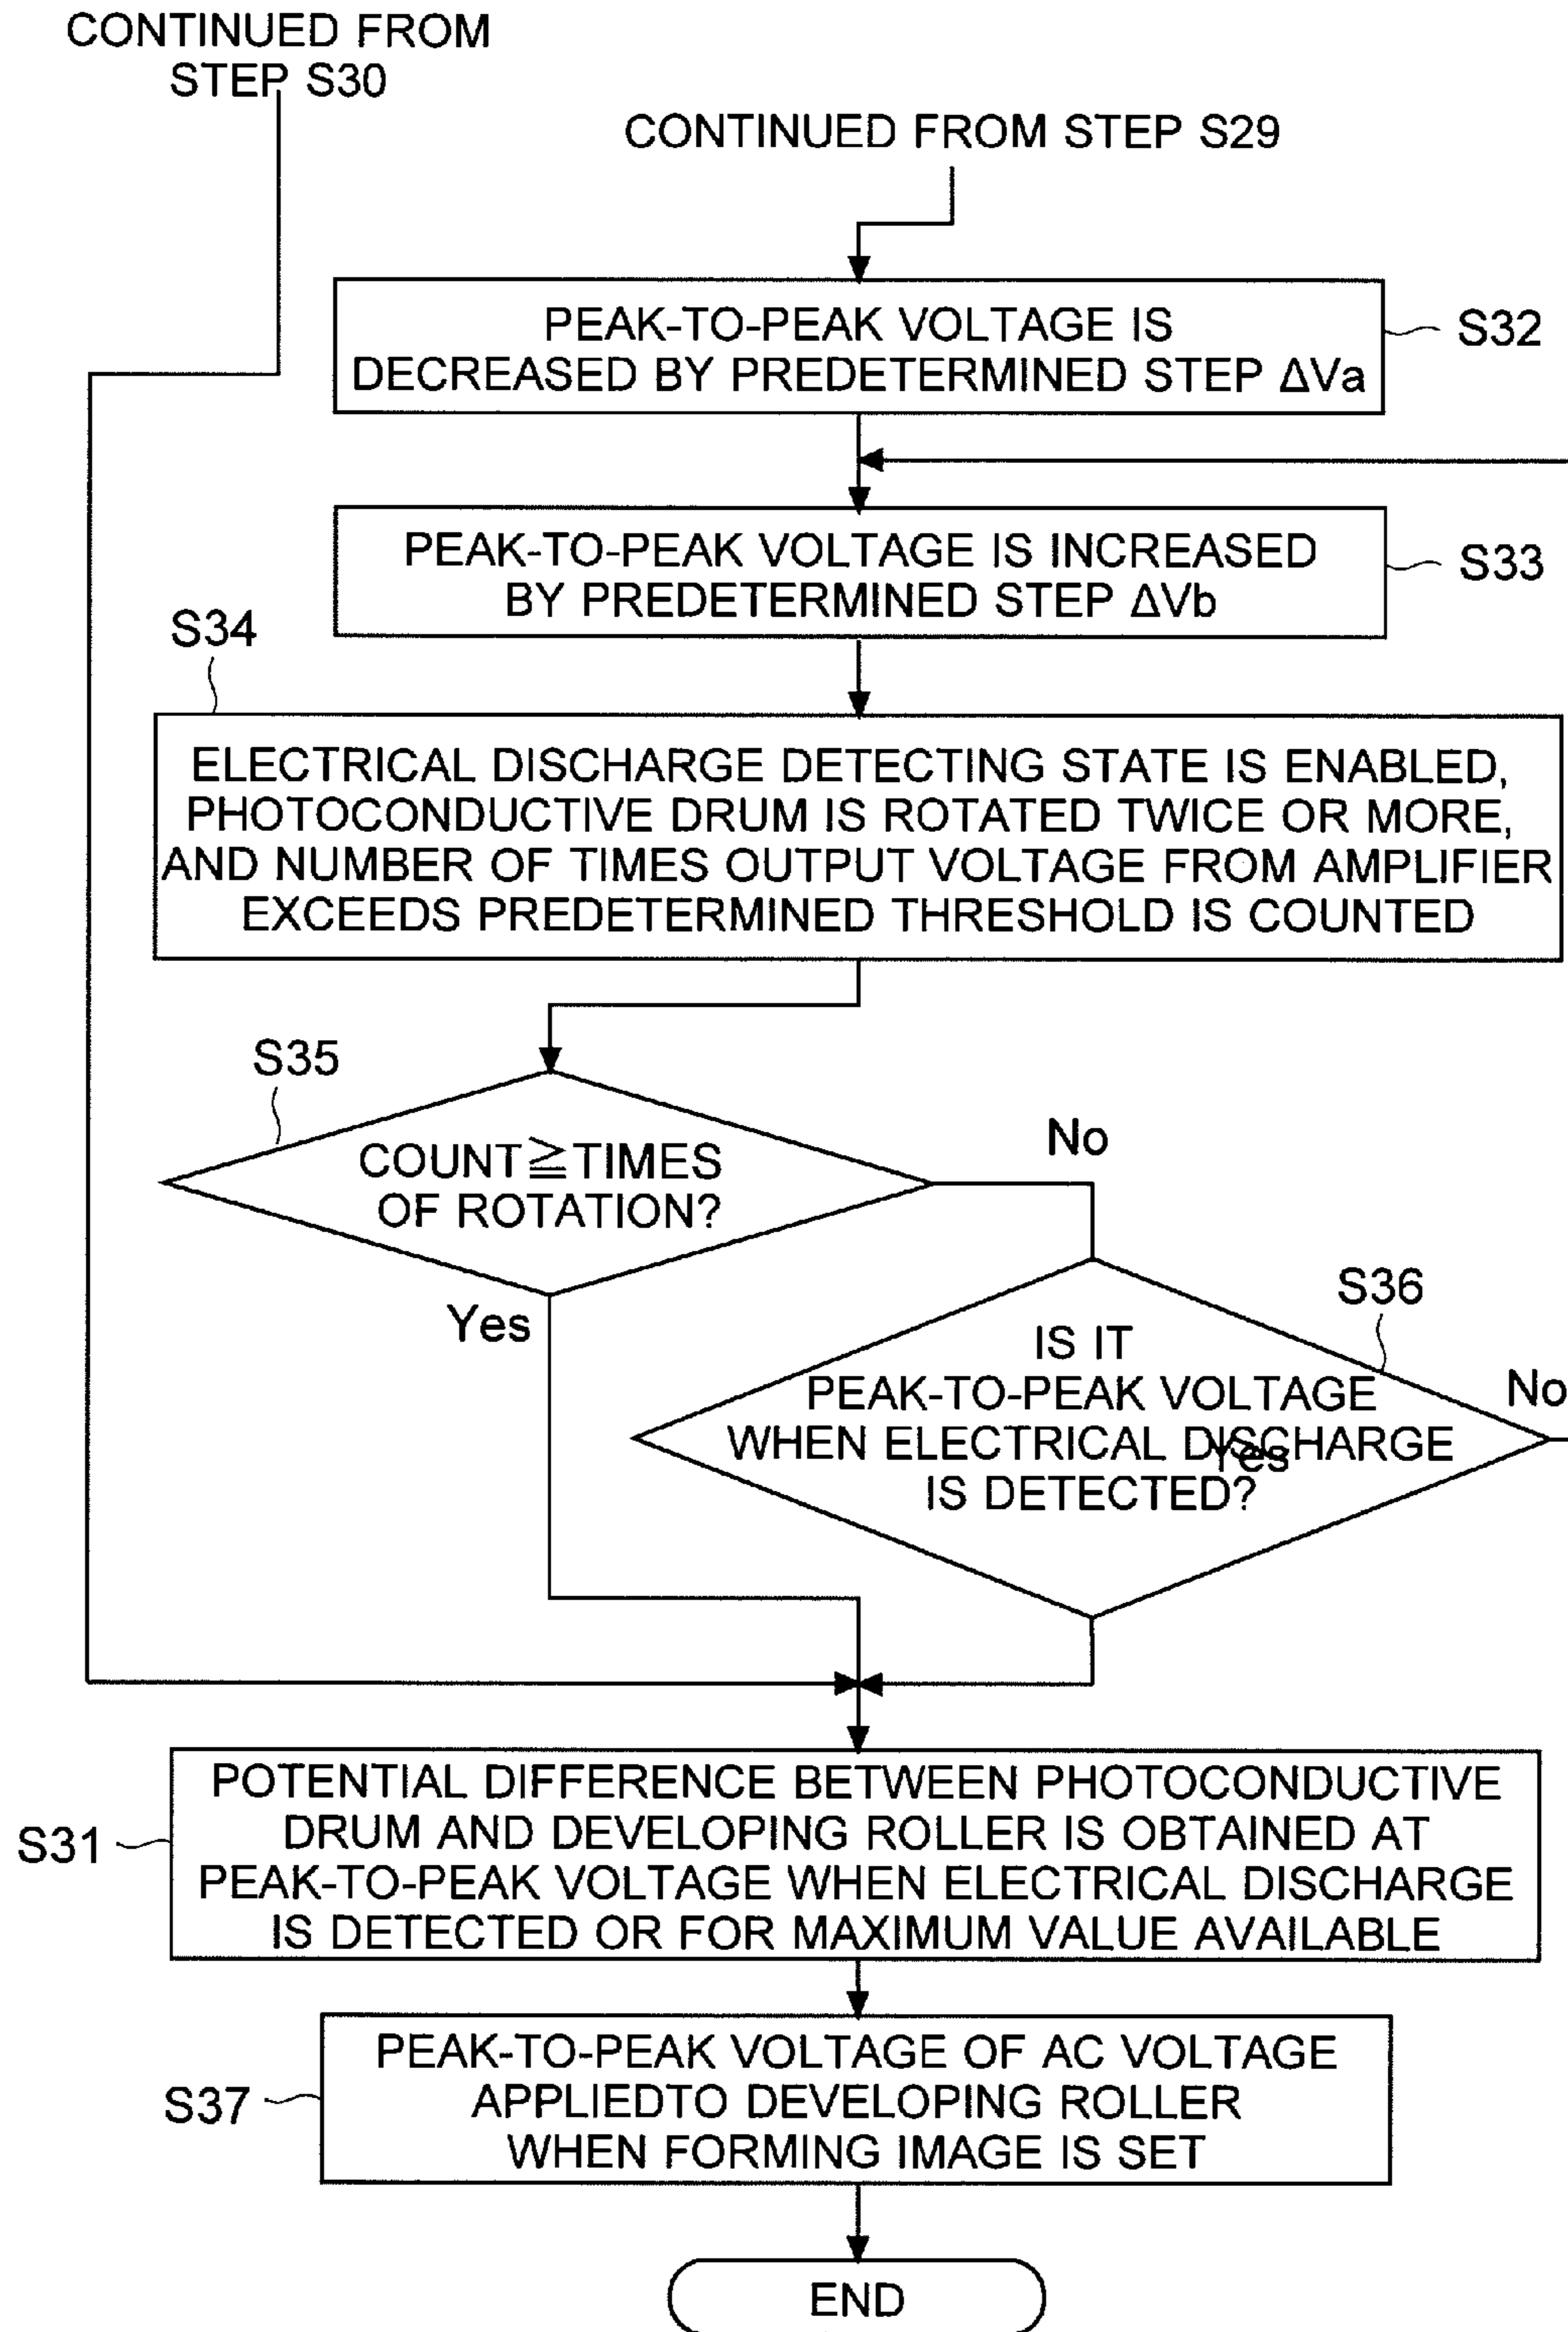 CONTINUED FROM
STEP S30
CONTINUED FROM STEP S29
PEAK-TO-PEAK VOLTAGE IS
DECREASED BY PREDETERMINED STEP ΔVa
S32
PEAK-TO-PEAK VOLTAGE IS INCREASED
BY PREDETERMINED STEP ΔVb
S33
S34
ELECTRICAL DISCHARGE DETECTING STATE IS ENABLED,
PHOTOCONDUCTIVE DRUM IS ROTATED TWICE OR MORE,
AND NUMBER OF TIMES OUTPUT VOLTAGE FROM AMPLIFIER
EXCEEDS PREDETERMINED THRESHOLD IS COUNTED
S35
COUNT≧TIMES
OF ROTATION?
No
Yes
S36
IS IT
PEAK-TO-PEAK VOLTAGE
WHEN ELECTRICAL DISCHARGE
IS DETECTED?
No
Yes
S31
POTENTIAL DIFFERENCE BETWEEN PHOTOCONDUCTIVE
DRUM AND DEVELOPING ROLLER IS OBTAINED AT
PEAK-TO-PEAK VOLTAGE WHEN ELECTRICAL DISCHARGE
IS DETECTED OR FOR MAXIMUM VALUE AVAILABLE
S37
PEAK-TO-PEAK VOLTAGE OF AC VOLTAGE
APPLIEDTO DEVELOPING ROLLER
WHEN FORMING IMAGE IS SET
END